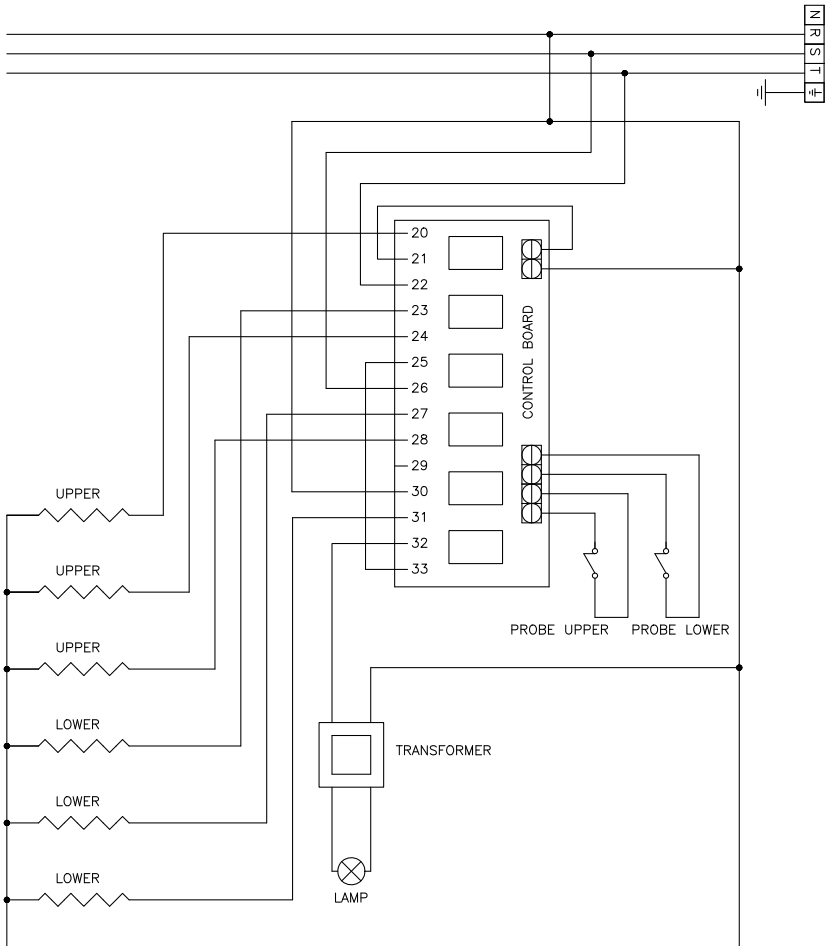 N
R
S
T
20
21
22
23
24
25
26
27
28
29
30
31
32
33
CONTROL BOARD
UPPER
UPPER
UPPER
LOWER
LOWER
LOWER
PROBE UPPER
PROBE LOWER
TRANSFORMER
LAMP